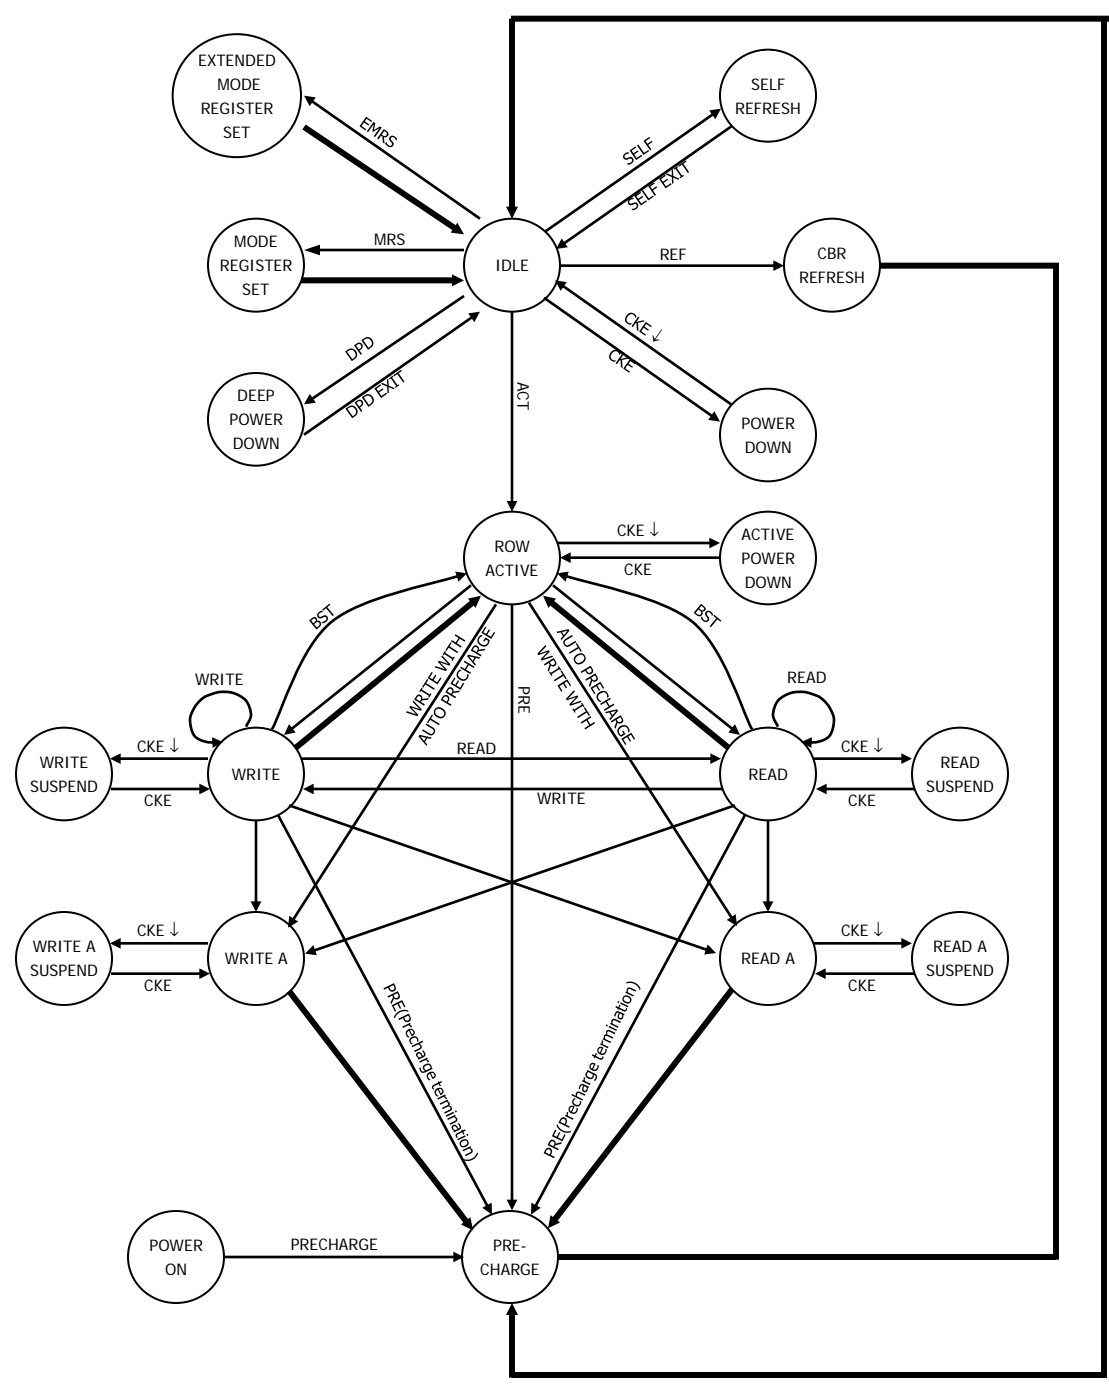 EXTENDED
MODE
REGISTER
SET
SELF
REFRESH
EMRS
SELF
SELF EXIT
MODE
REGISTER
SET
MRS
IDLE
REF
CBR
REFRESH
DPD
DPD EXIT
CKE ↓
CKE
DEEP
POWER
DOWN
ACT
POWER
DOWN
ROW
ACTIVE
CKE ↓
CKE
ACTIVE
POWER
DOWN
BST
BST
WRITE WITH
AUTO PRECHARGE
PRE
AUTO PRECHARGE
WRITE WITH
WRITE
READ
WRITE
SUSPEND
CKE ↓
CKE
WRITE
READ
WRITE
READ
CKE ↓
CKE
READ
SUSPEND
WRITE A
SUSPEND
CKE ↓
CKE
WRITE A
READ A
CKE ↓
CKE
READ A
SUSPEND
PRE(Precharge termination)
PRE(Precharge termination)
POWER
ON
PRECHARGE
PRE-
CHARGE